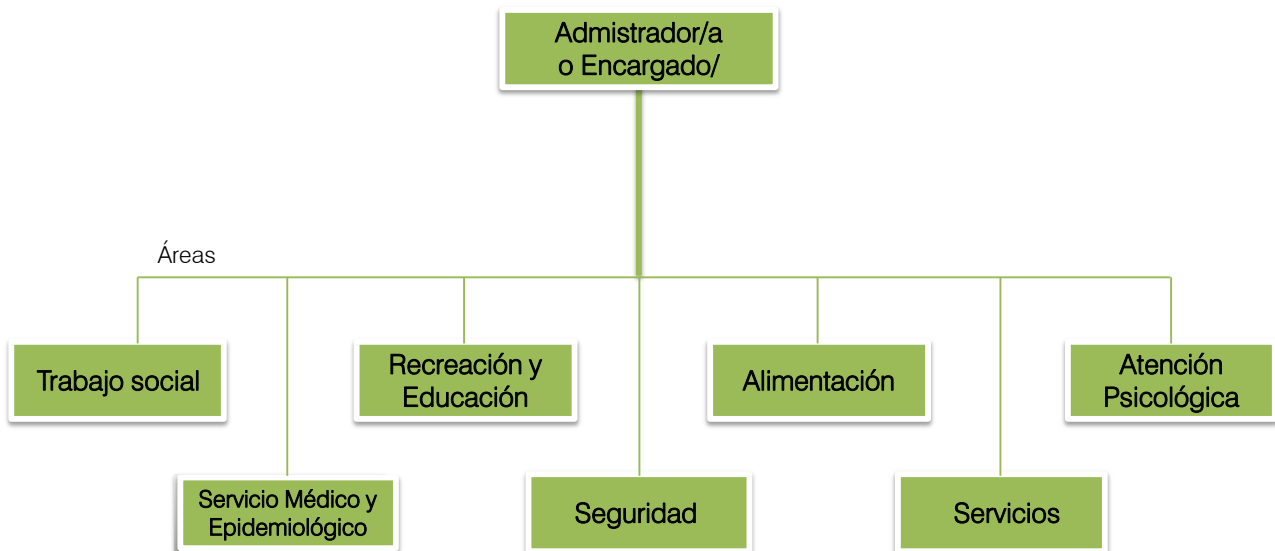 Admistrador/a
o Encargado/
Áreas
Trabajo social
Recreación y
Educación
Alimentación
Atención
Psicológica
Servicio Médico y
Epidemiológico
Seguridad
Servicios